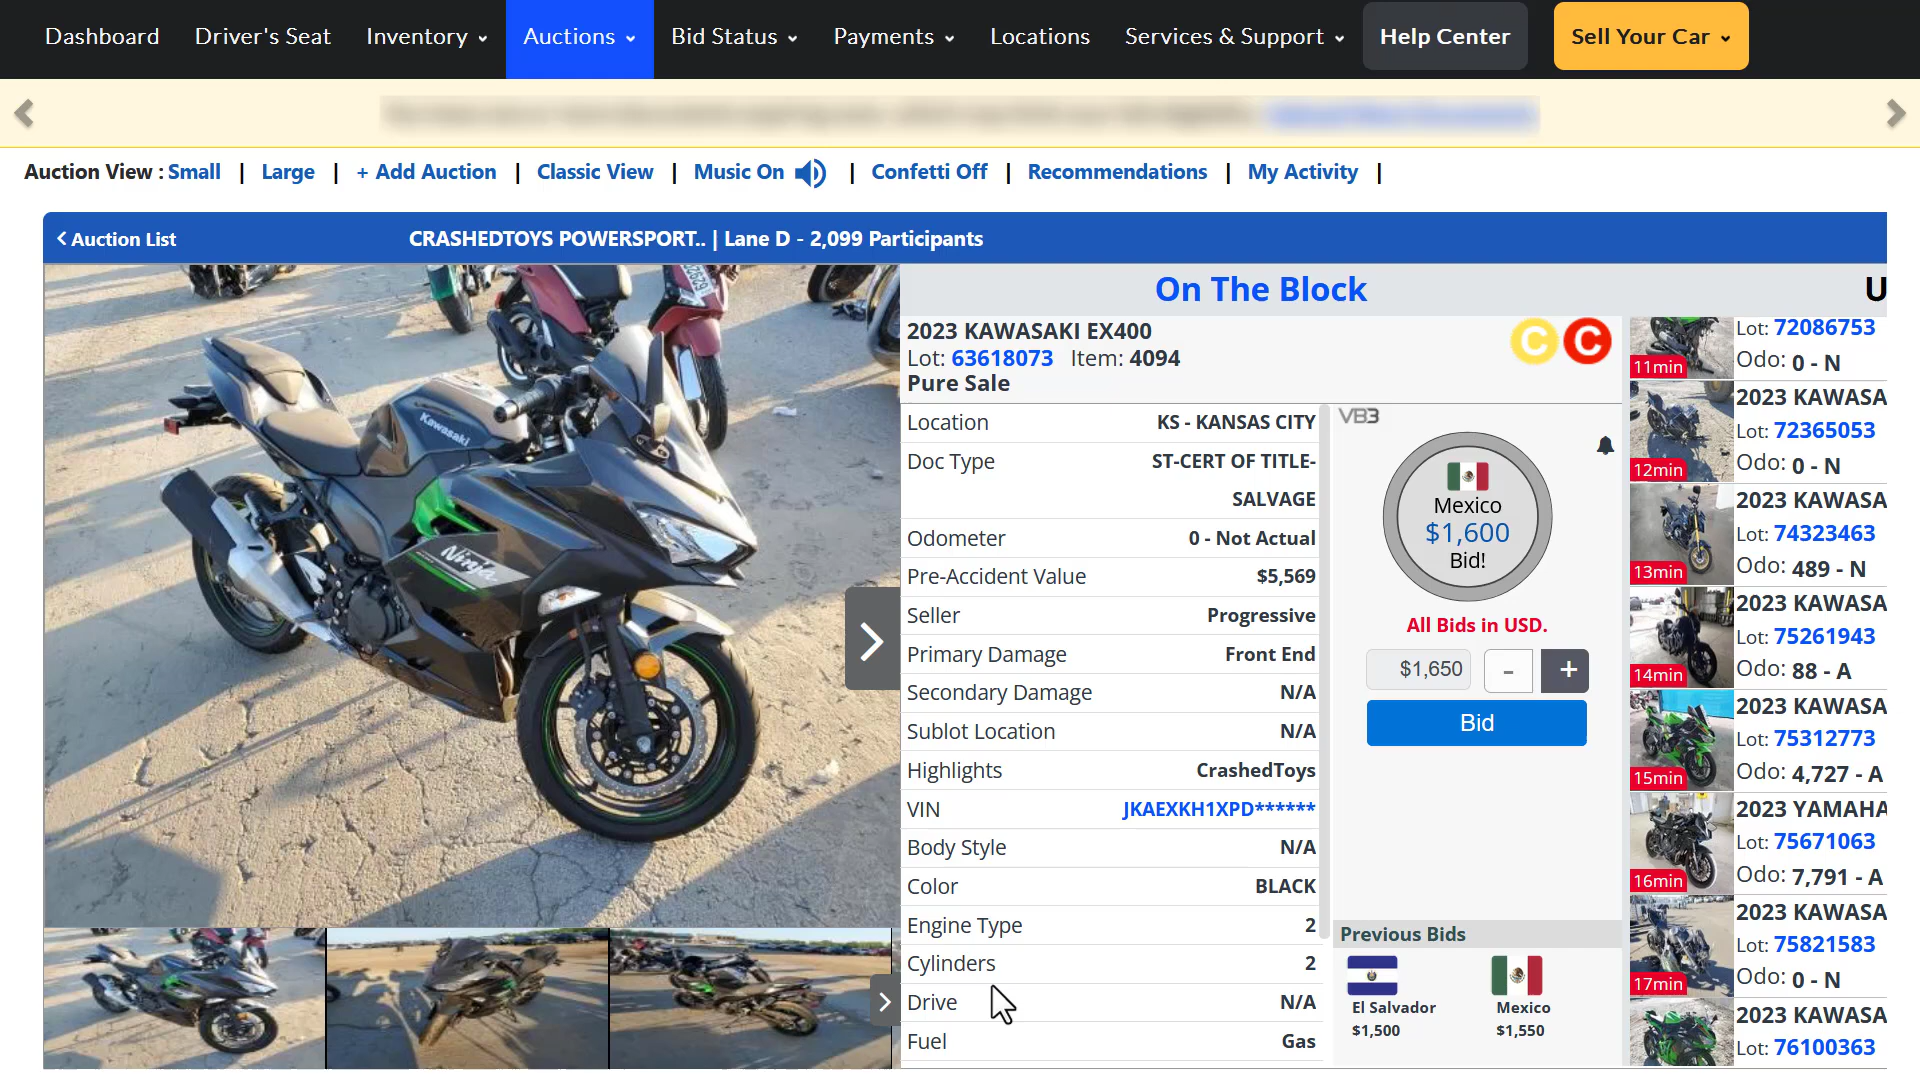 Dashboard Driver's Seat Inventory Auctions Bid Status Payments Locations Services & Support Help Center Sell Your Car
Auction View : Small | Large | + Add Auction | Classic View | Music On | Confetti Off | Recommendations | My Activity |
Auction List
CRASHEDTOYS POWERSPORT.. | Lane D - 2,099 Participants
On The Block
U
2023 KAWASAKI EX400
Lot: 63618073 Item: 4094
Pure Sale
C C
Location KS - KANSAS CITY
Doc Type ST-CERT OF TITLE-
SALVAGE
Odometer 0 - Not Actual
Pre-Accident Value $5,569
Seller Progressive
Primary Damage Front End
Secondary Damage N/A
Sublot Location N/A
Highlights CrashedToys
VIN JKAEXKH1XPD******
Body Style N/A
Color BLACK
Engine Type 2
Cylinders 2
Drive N/A
Fuel Gas
VB3
Mexico
$1,600
Bid!
All Bids in USD.
$1,650 - +
Bid
Previous Bids
El Salvador
$1,500
Mexico
$1,550
Lot: 72086753
11min Odo: 0 - N
2023 KAWASA
Lot: 72365053
12min Odo: 0 - N
2023 KAWASA
Lot: 74323463
13min Odo: 489 - N
2023 KAWASA
Lot: 75261943
14min Odo: 88 - A
2023 KAWASA
Lot: 75312773
15min Odo: 4,727 - A
2023 YAMAHA
Lot: 75671063
16min Odo: 7,791 - A
2023 KAWASA
Lot: 75821583
17min Odo: 0 - N
2023 KAWASA
Lot: 76100363
Kawasaki
Ninja